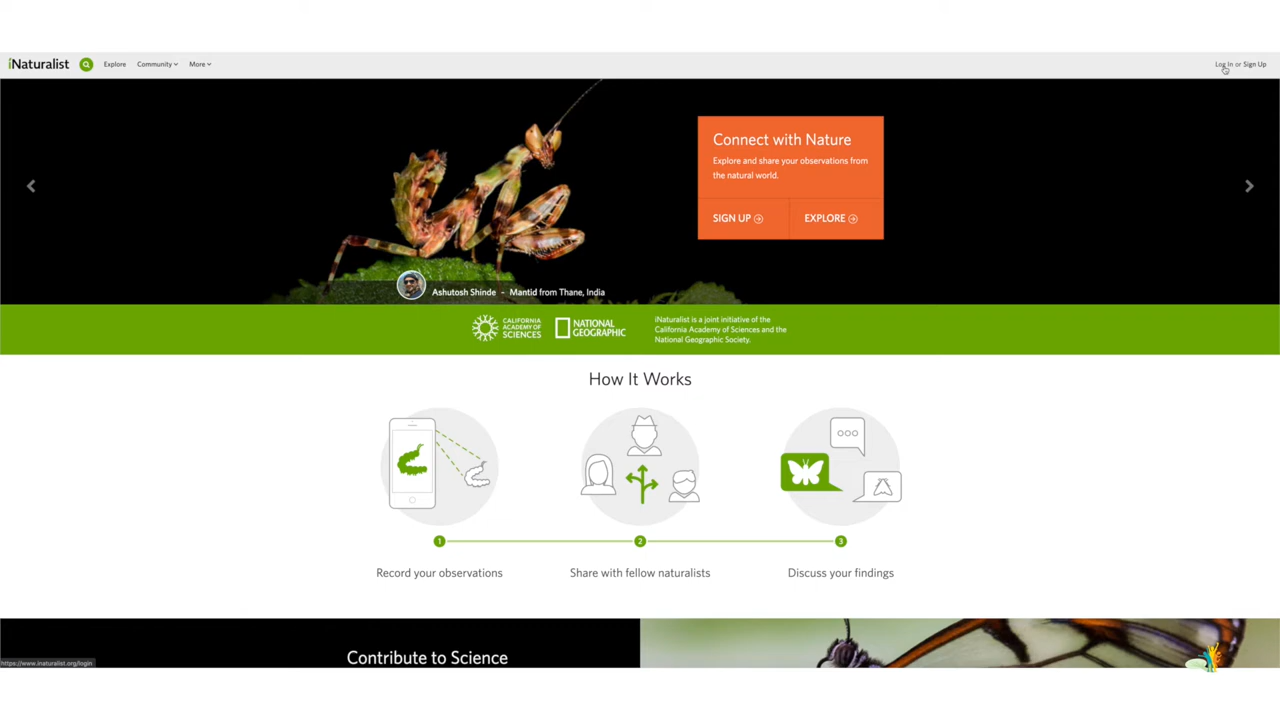 iNaturalist
Explore
Community
More
Log In or Sign Up
Connect with Nature
Explore and share your observations from
the natural world.
SIGN UP
EXPLORE
Ashutosh Shinde - Mantid from Thane, India
CALIFORNIA
ACADEMY OF
SCIENCES
NATIONAL
GEOGRAPHIC
iNaturalist is a joint initiative of the
California Academy of Sciences and the
National Geographic Society.
How It Works
1
2
3
Record your observations
Share with fellow naturalists
Discuss your findings
Contribute to Science
https://www.inaturalist.org/login